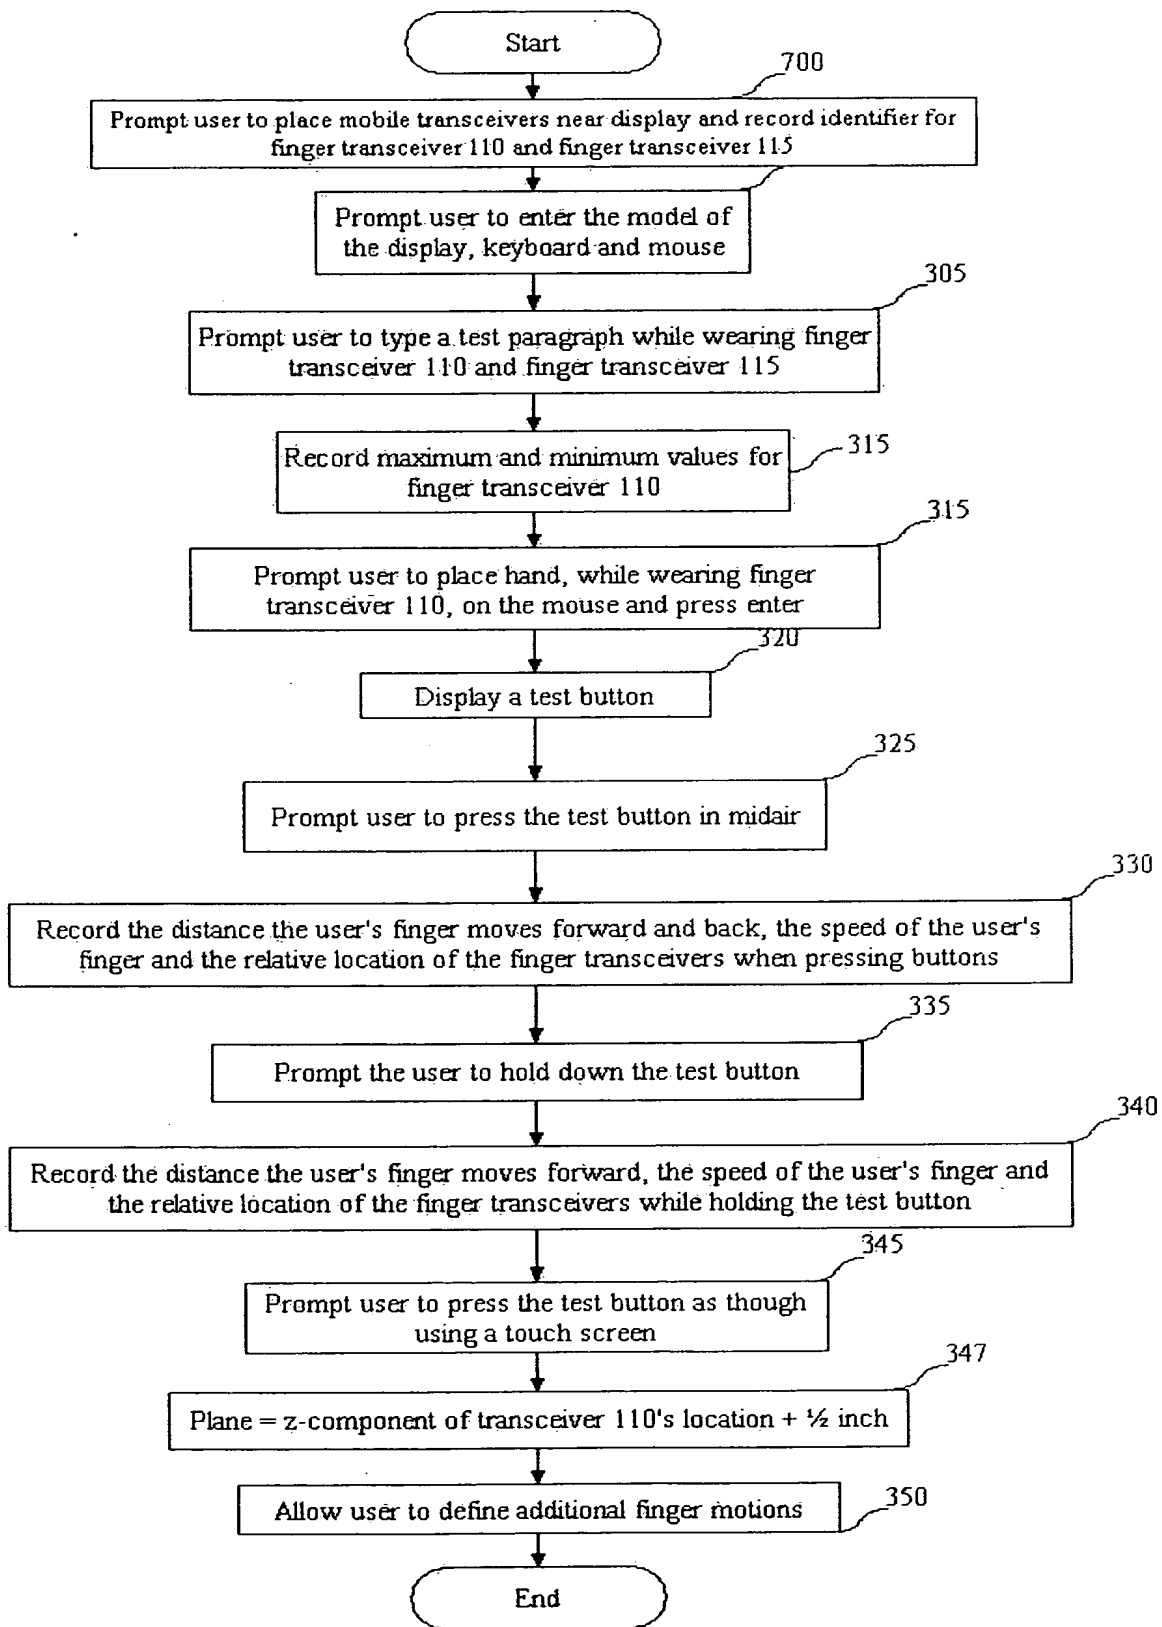 Start
700
Prompt user to place mobile transceivers near display and record identifier for
finger transceiver 110 and finger transceiver 115
Prompt user to enter the model of
the display, keyboard and mouse
305
Prompt user to type a test paragraph while wearing finger
transceiver 110 and finger transceiver 115
Record maximum and minimum values for
finger transceiver 110
315
315
Prompt user to place hand, while wearing finger
transceiver 110, on the mouse and press enter
320
Display a test button
325
Prompt user to press the test button in midair
330
Record the distance the user's finger moves forward and back, the speed of the user's
finger and the relative location of the finger transceivers when pressing buttons
335
Prompt the user to hold down the test button
340
Record the distance the user's finger moves forward, the speed of the user's finger and
the relative location of the finger transceivers while holding the test button
345
Prompt user to press the test button as though
using a touch screen
347
Plane = z-component of transceiver 110's location + ½ inch
350
Allow user to define additional finger motions
End